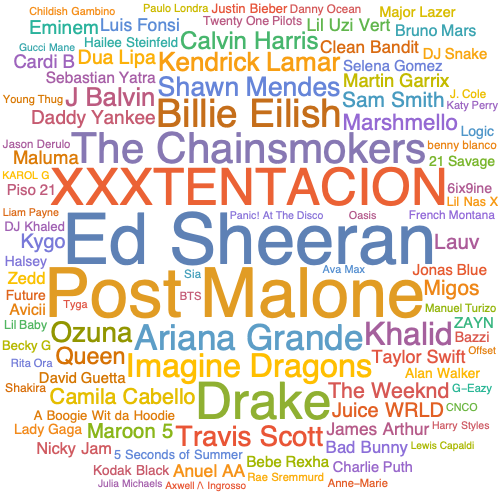 Childish Gambino Paulo Londra Justin Bieber Danny Ocean Major Lazer
Eminem Luis Fonsi Twenty One Pilots Lil Uzi Vert Bruno Mars
Gucci Mane Hailee Steinfeld Calvin Harris Clean Bandit DJ Snake
Cardi B Dua Lipa Kendrick Lamar Selena Gomez
Sebastian Yatra Shawn Mendes Martin Garrix
Young Thug J Balvin Billie Eilish Sam Smith J. Cole
Katy Perry
Daddy Yankee Marshmello Logic
Jason Derulo The Chainsmokers benny blanco
Maluma 21 Savage
KAROL G XXXTENTACION 6ix9ine
Piso 21 Lil Nas X
Liam Payne Panic! At The Disco Oasis French Montana
DJ Khaled Ed Sheeran
Kygo Lauv
Halsey Sia Ava Max Jonas Blue
Zedd Post Malone Migos
Future Tyga BTS
Avicii Manuel Turizo
Lil Baby Ozuna Ariana Grande Khalid ZAYN
Becky G Bazzi
Rita Ora Queen Imagine Dragons Taylor Swift Offset
David Guetta Alan Walker
Shakira Camila Cabello Drake The Weeknd G-Eazy
A Boogie Wit da Hoodie Juice WRLD CNCO
Lady Gaga Maroon 5 Travis Scott James Arthur Harry Styles
Nicky Jam Bad Bunny Lewis Capaldi
5 Seconds of Summer Bebe Rexha
Kodak Black Anuel AA Charlie Puth
Julia Michaels Axwell /\ Ingrosso Rae Sremmurd Anne-Marie